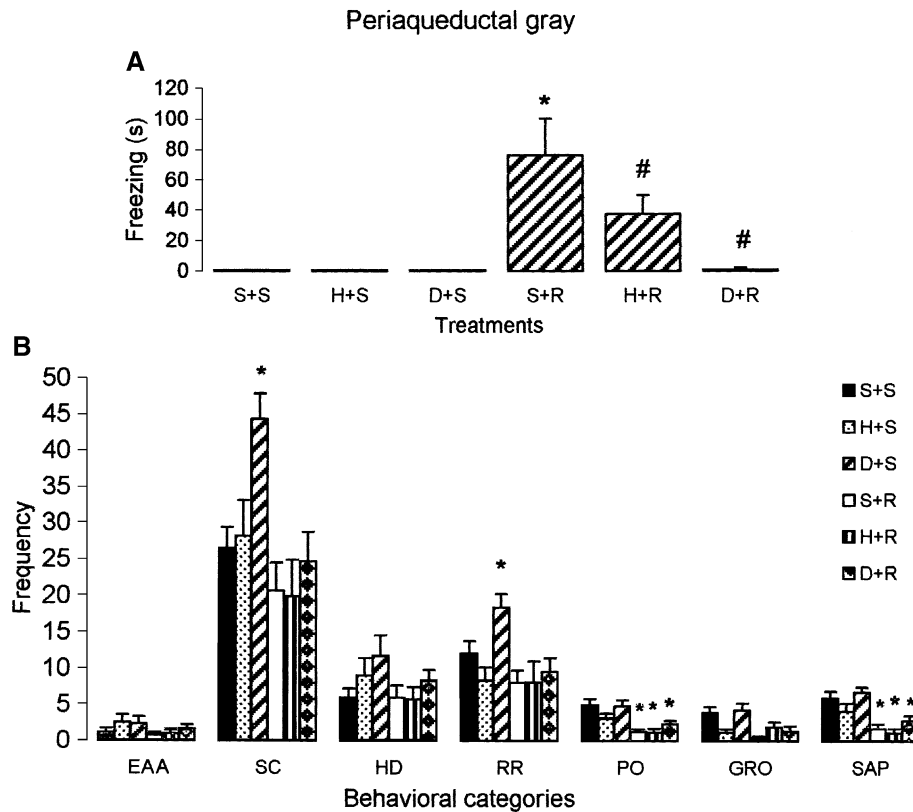 Periaqueductal gray
A
120
100
80
60
40
20
0
Freezing (s)
*
#
#
S+S H+S D+S S+R H+R D+R
Treatments
B
50
45
40
35
30
25
20
15
10
5
0
Frequency
*
*
* * *
* * *
S+S
H+S
D+S
S+R
H+R
D+R
EAA SC HD RR PO GRO SAP
Behavioral categories